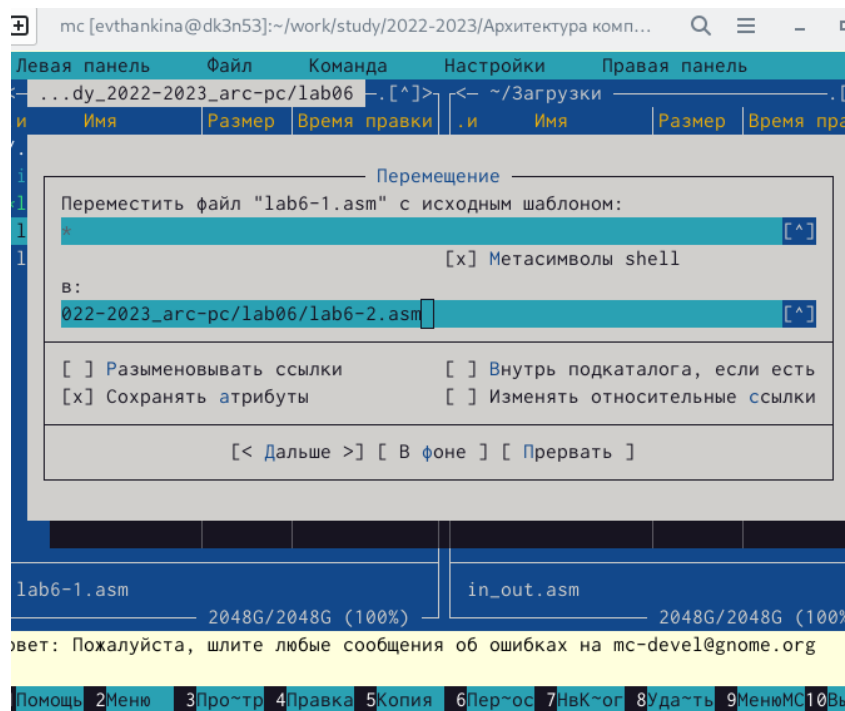 mc [evthankina@dk3n53]:~/work/study/2022-2023/Архитектура комп...
Левая панель Файл Команда Настройки Правая панель
<— ...dy_2022-2023_arc-pc/lab06 —.[^]>┐┌<— ~/Загрузки —.[
и Имя Размер Время правки .и Имя Размер Время пра
/.
i
*l
l
l
Перемещение
Переместить файл "lab6-1.asm" с исходным шаблоном:
* [^]
[x] Метасимволы shell
в:
022-2023_arc-pc/lab06/lab6-2.asm [^]
[ ] Разыменовывать ссылки [ ] Внутрь подкаталога, если есть
[x] Сохранять атрибуты [ ] Изменять относительные ссылки
[< Дальше >] [ В фоне ] [ Прервать ]
lab6-1.asm in_out.asm
2048G/2048G (100%) 2048G/2048G (100%
овет: Пожалуйста, шлите любые сообщения об ошибках на mc-devel@gnome.org
Помощь 2Меню 3Про~тр 4Правка 5Копия 6Пер~ос 7НвК~ог 8Уда~ть 9МенюМС10Вы